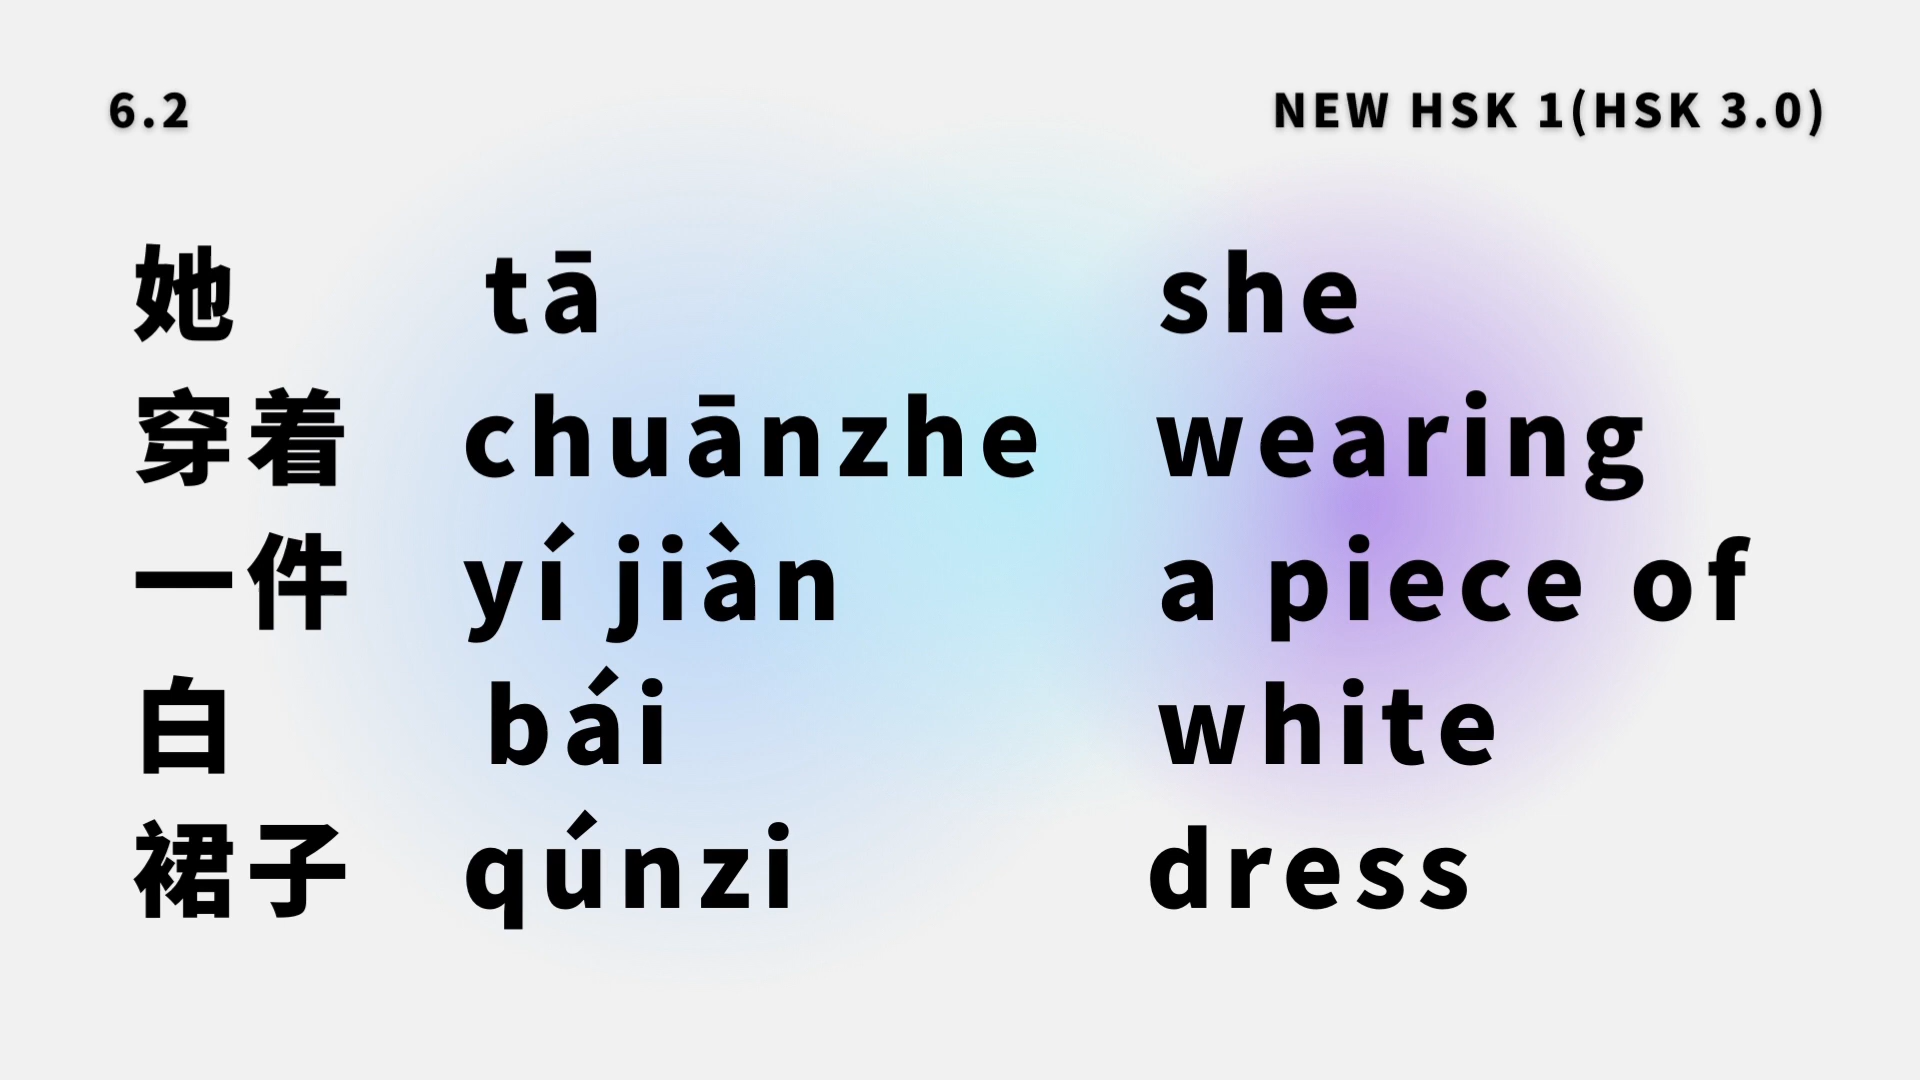 6.2 NEW HSK 1(HSK 3.0)
她 tā she
穿着 chuānzhe wearing
一件 yí jiàn a piece of
白 bái white
裙子 qúnzi dress